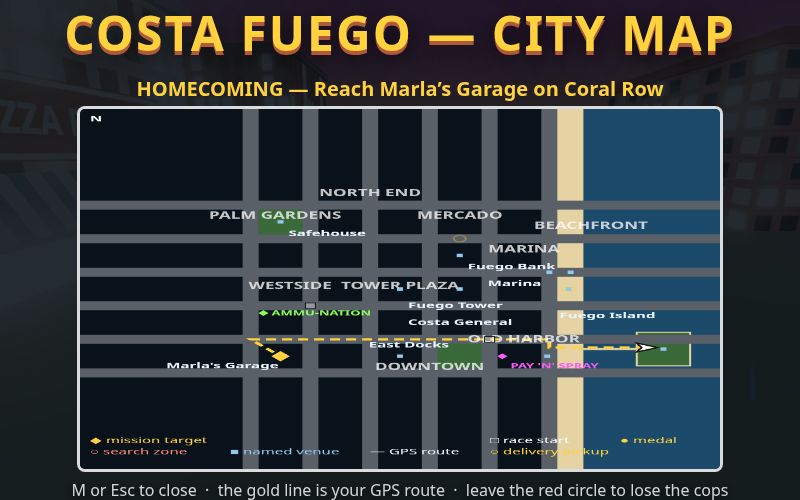 COSTA FUEGO — CITY MAP
HOMECOMING — Reach Marla’s Garage on Coral Row
N
NORTH END
PALM GARDENS
MERCADO
BEACHFRONT
Safehouse
MARINA
Fuego Bank
WESTSIDE TOWER PLAZA
Marina
Fuego Tower
AMMU-NATION
Fuego Island
Costa General
OLD HARBOR
East Docks
Marla's Garage
DOWNTOWN
PAY 'N' SPRAY
mission target
race start
medal
search zone
named venue
GPS route
delivery pickup
M or Esc to close · the gold line is your GPS route · leave the red circle to lose the cops